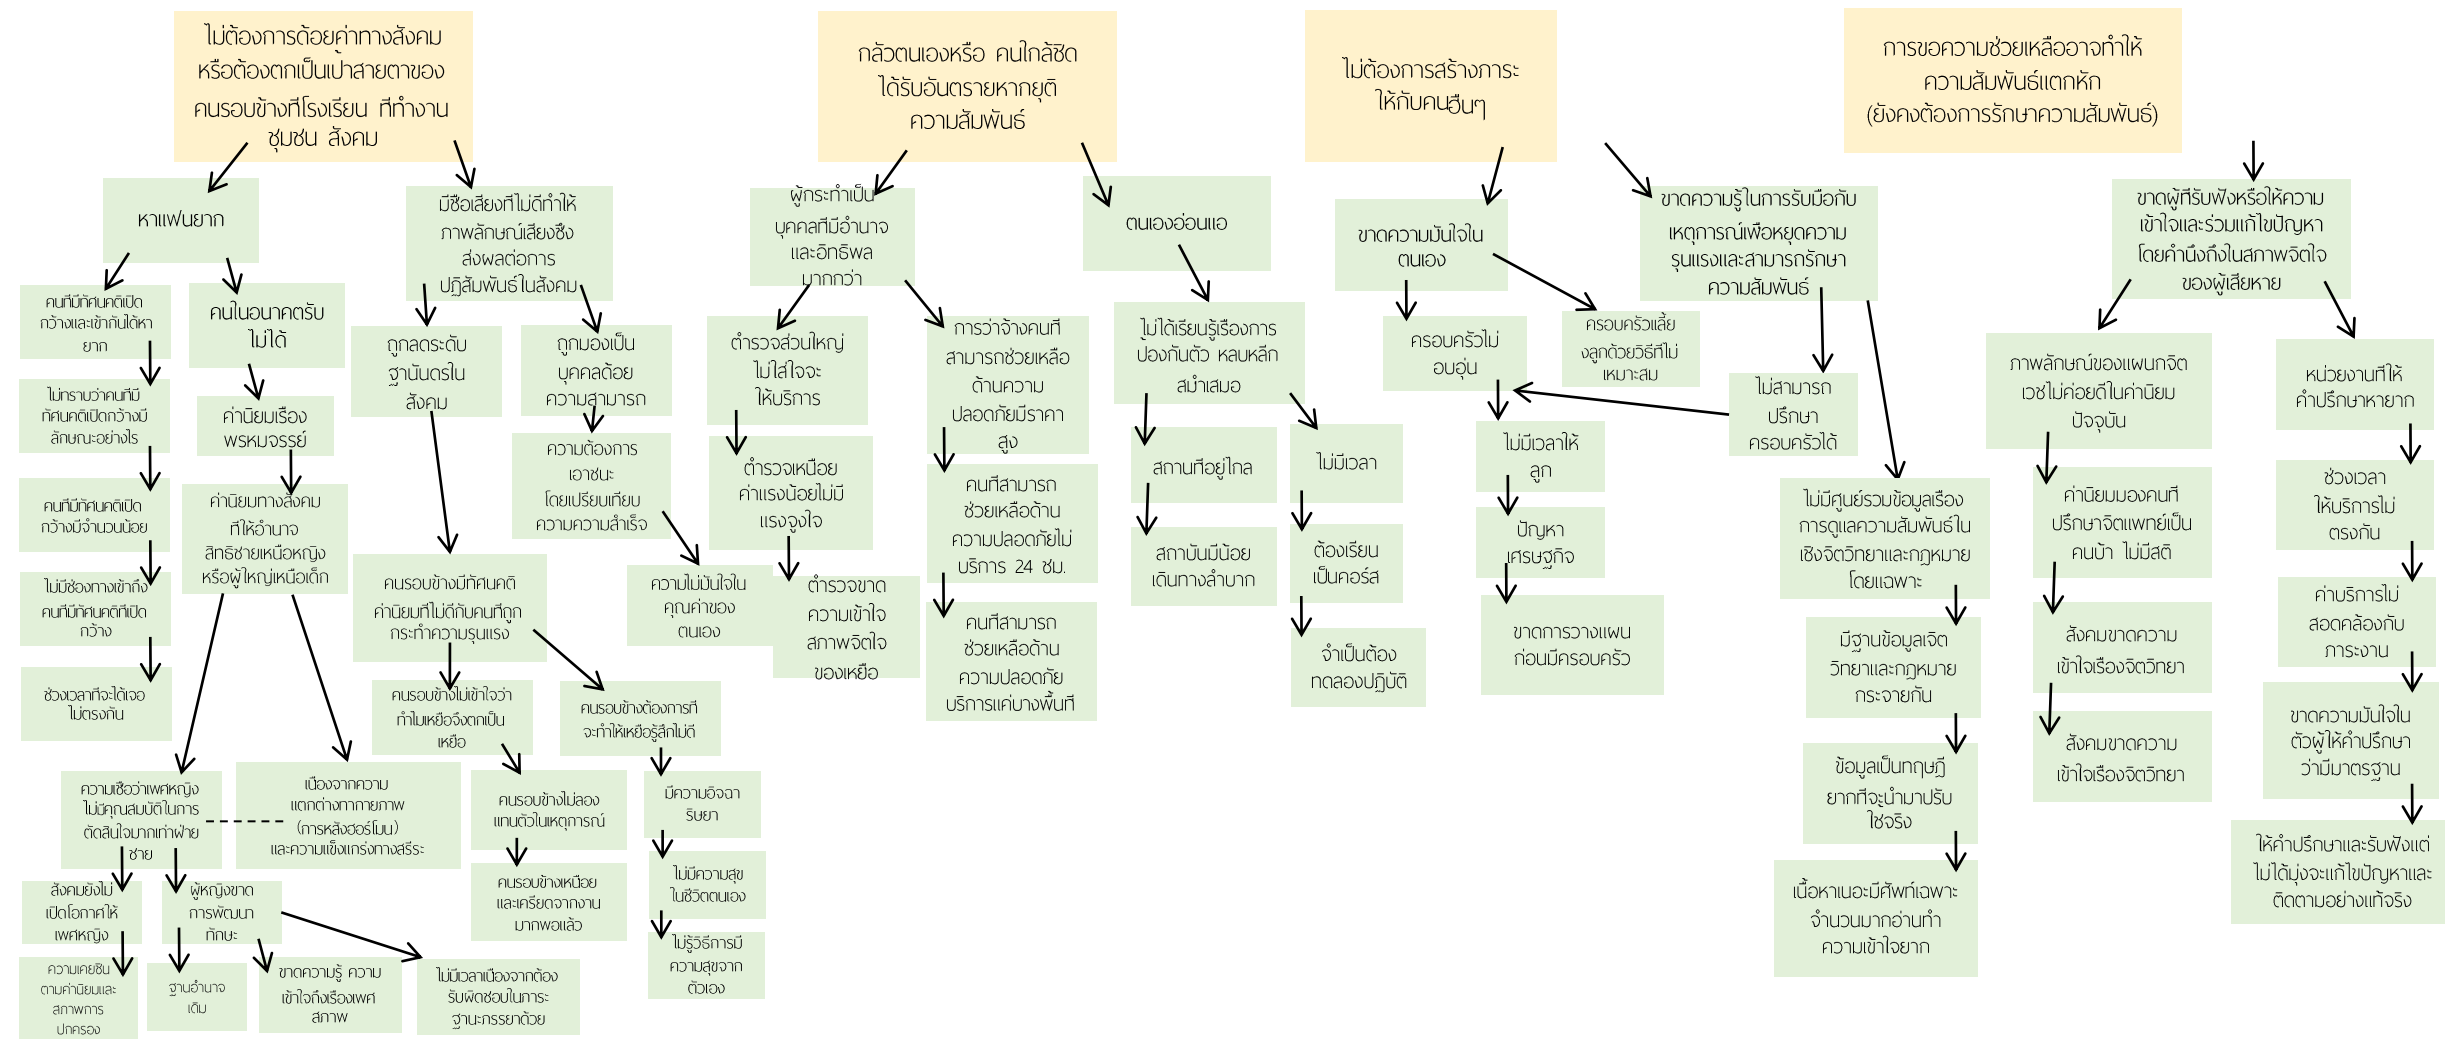 ไม่ต้องการด้อยค่าทางสังคม
หรือต้องตกเป็นเป้าสายตาของ
คนรอบข้างที่โรงเรียน ที่ทำงาน
ชุมชน สังคม
กลัวตนเองหรือ คนใกล้ชิด
ได้รับอันตรายหากยุติ
ความสัมพันธ์
ไม่ต้องการสร้างภาระ
ให้กับคนอื่นๆ
การขอความช่วยเหลืออาจทำให้
ความสัมพันธ์แตกหัก
(ยังคงต้องการรักษาความสัมพันธ์)
หาแฟนยาก
มีชื่อเสียงที่ไม่ดีทำให้
ภาพลักษณ์เสียงซึ่ง
ส่งผลต่อการ
ปฏิสัมพันธ์ในสังคม
ผู้กระทำเป็น
บุคคลที่มีอำนาจ
และอิทธิพล
มากกว่า
ตนเองอ่อนแอ
ขาดความมั่นใจใน
ตนเอง
ขาดความรู้ในการรับมือกับ
เหตุการณ์เพื่อหยุดความ
รุนแรงและสามารถรักษา
ความสัมพันธ์
ขาดผู้ที่รับฟังหรือให้ความ
เข้าใจและร่วมแก้ไขปัญหา
โดยคำนึงถึงในสภาพจิตใจ
ของผู้เสียหาย
คนที่มีทัศนคติเปิด
กว้างและเข้ากันได้หา
ยาก
คนในอนาคตรับ
ไม่ได้
ถูกลดระดับ
ฐานันดรใน
สังคม
ถูกมองเป็น
บุคคลด้อย
ความสามารถ
ตำรวจส่วนใหญ่
ไม่ใส่ใจจะ
ให้บริการ
การว่าจ้างคนที่
สามารถช่วยเหลือ
ด้านความ
ปลอดภัยมีราคา
สูง
ไม่ได้เรียนรู้เรื่องการ
ป้องกันตัว หลบหลีก
สม่ำเสมอ
ครอบครัวไม่
อบอุ่น
ครอบครัวเลี้ย
งลูกด้วยวิธีที่ไม่
เหมาะสม
ไม่สามารถ
ปรึกษา
ครอบครัวได้
ภาพลักษณ์ของแผนกจิต
เวชไม่ค่อยดีในค่านิยม
ปัจจุบัน
หน่วยงานที่ให้
คำปรึกษาหายาก
ไม่ทราบว่าคนที่มี
ทัศนคติเปิดกว้างมี
ลักษณะอย่างไร
ค่านิยมเรื่อง
พรหมจรรย์
ความต้องการ
เอาชนะ
โดยเปรียบเทียบ
ความความสำเร็จ
ตำรวจเหนื่อย
ค่าแรงน้อยไม่มี
แรงจูงใจ
คนที่สามารถ
ช่วยเหลือด้าน
ความปลอดภัยไม่
บริการ 24 ชม.
สถานที่อยู่ไกล
ไม่มีเวลา
ไม่มีเวลาให้
ลูก
ไม่มีศูนย์รวมข้อมูลเรื่อง
การดูแลความสัมพันธ์ใน
เชิงจิตวิทยาและกฎหมาย
โดยเฉพาะ
ค่านิยมมองคนที่
ปรึกษาจิตแพทย์เป็น
คนบ้า ไม่มีสติ
ช่วงเวลา
ให้บริการไม่
ตรงกัน
คนที่มีทัศนคติเปิด
กว้างมีจำนวนน้อย
ค่านิยมทางสังคม
ที่ให้อำนาจ
สิทธิชายเหนือหญิง
หรือผู้ใหญ่เหนือเด็ก
คนรอบข้างมีทัศนคติ
ค่านิยมที่ไม่ดีกับคนที่ถูก
กระทำความรุนแรง
ความไม่มั่นใจใน
คุณค่าของ
ตนเอง
ตำรวจขาด
ความเข้าใจ
สภาพจิตใจ
ของเหยื่อ
คนที่สามารถ
ช่วยเหลือด้าน
ความปลอดภัย
บริการแค่บางพื้นที่
สถาบันมีน้อย
เดินทางลำบาก
ต้องเรียน
เป็นคอร์ส
ปัญหา
เศรษฐกิจ
มีฐานข้อมูลจิต
วิทยาและกฎหมาย
กระจายกัน
สังคมขาดความ
เข้าใจเรื่องจิตวิทยา
ค่าบริการไม่
สอดคล้องกับ
ภาระงาน
ไม่มีช่องทางเข้าถึง
คนที่มีทัศนคติที่เปิด
กว้าง
จำเป็นต้อง
ทดลองปฏิบัติ
ขาดการวางแผน
ก่อนมีครอบครัว
ช่วงเวลาที่จะได้เจอ
ไม่ตรงกัน
คนรอบข้างไม่เข้าใจว่า
ทำไมเหยื่อจึงตกเป็น
เหยื่อ
คนรอบข้างต้องการที่
จะทำให้เหยื่อรู้สึกไม่ดี
ข้อมูลเป็นทฤษฎี
ยากที่จะนำมาปรับ
ใช้จริง
สังคมขาดความ
เข้าใจเรื่องจิตวิทยา
ขาดความมั่นใจใน
ตัวผู้ให้คำปรึกษา
ว่ามีมาตรฐาน
ความเชื่อว่าเพศหญิง
ไม่มีคุณสมบัติในการ
ตัดสินใจมากเท่าฝ่าย
ชาย
เนื่องจากความ
แตกต่างทากายภาพ
(การหลั่งฮอร์โมน)
และความแข็งแกร่งทางสรีระ
คนรอบข้างไม่ลอง
แทนตัวในเหตุการณ์
มีความอิจฉา
ริษยา
เนื้อหาเนอะมีศัพท์เฉพาะ
จำนวนมากอ่านทำ
ความเข้าใจยาก
ให้คำปรึกษาและรับฟังแต่
ไม่ได้มุ่งจะแก้ไขปัญหาและ
ติดตามอย่างแท้จริง
สังคมยังไม่
เปิดโอกาศให้
เพศหญิง
ผู้หญิงขาด
การพัฒนา
ทักษะ
คนรอบข้างเหนื่อย
และเครียดจากงาน
มากพอแล้ว
ไม่มีความสุข
ในชีวิตตนเอง
ความเคยชิน
ตามค่านิยมและ
สภาพการ
ปกครอง
ฐานอำนาจ
เดิม
ขาดความรู้ ความ
เข้าใจถึงเรื่องเพศ
สภาพ
ไม่มีเวลาเนื่องจากต้อง
รับผิดชอบในภาระ
ฐานะภรรยาด้วย
ไม่รู้วิธีการมี
ความสุขจาก
ตัวเอง